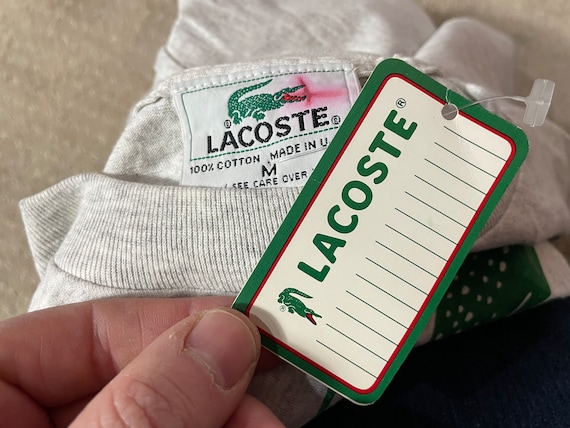 ® LACOSTE ®
100% COTTON MADE IN U
M
SEE CARE OVER
LACOSTE ®
®